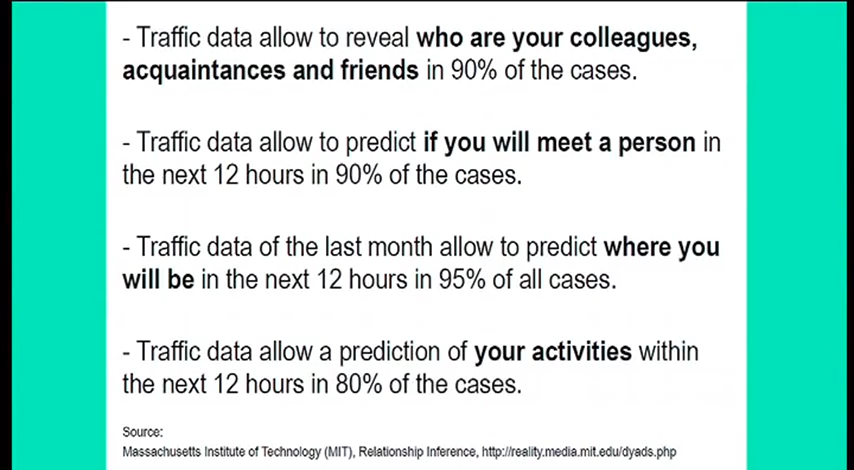 - Traffic data allow to reveal who are your colleagues,
acquaintances and friends in 90% of the cases.
- Traffic data allow to predict if you will meet a person in
the next 12 hours in 90% of the cases.
- Traffic data of the last month allow to predict where you
will be in the next 12 hours in 95% of all cases.
- Traffic data allow a prediction of your activities within
the next 12 hours in 80% of the cases.
Source:
Massachusetts Institute of Technology (MIT), Relationship Inference, http://reality.media.mit.edu/dyads.php